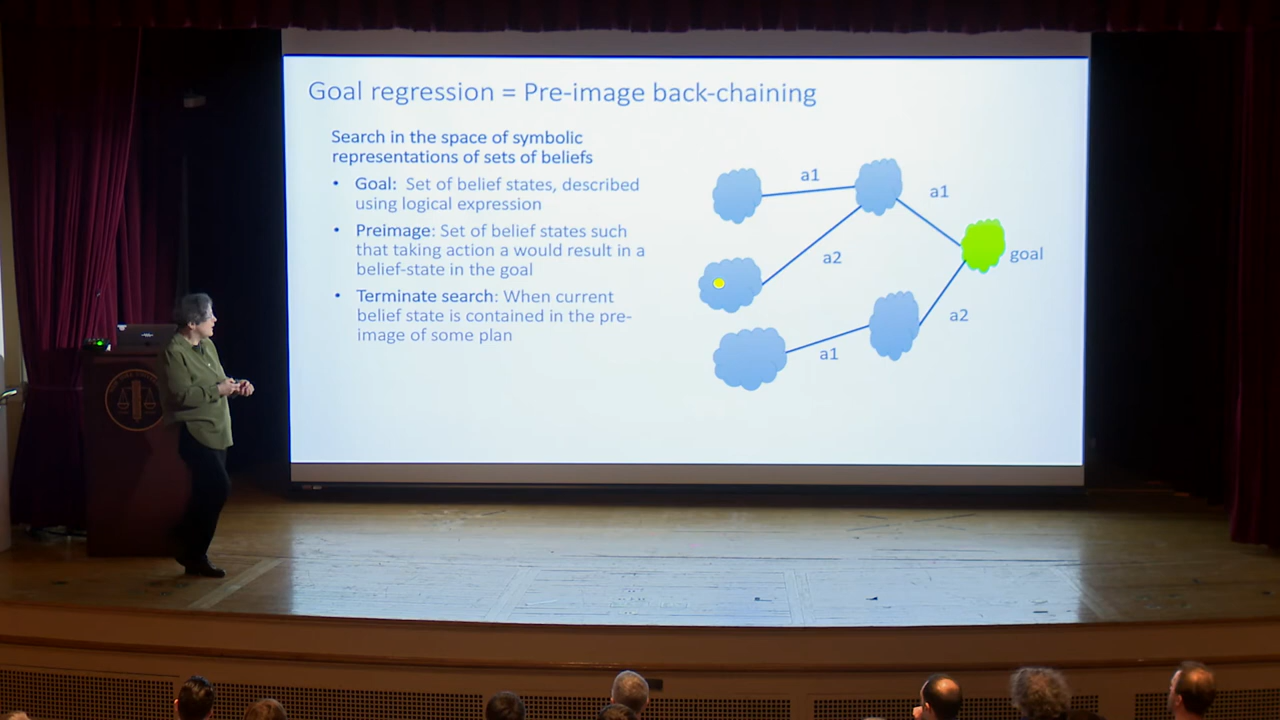 Goal regression = Pre-image back-chaining
Search in the space of symbolic
representations of sets of beliefs
• Goal: Set of belief states, described
using logical expression
• Preimage: Set of belief states such
that taking action a would result in a
belief-state in the goal
• Terminate search: When current
belief state is contained in the pre-
image of some plan
a1
a1
a2
goal
a2
a1